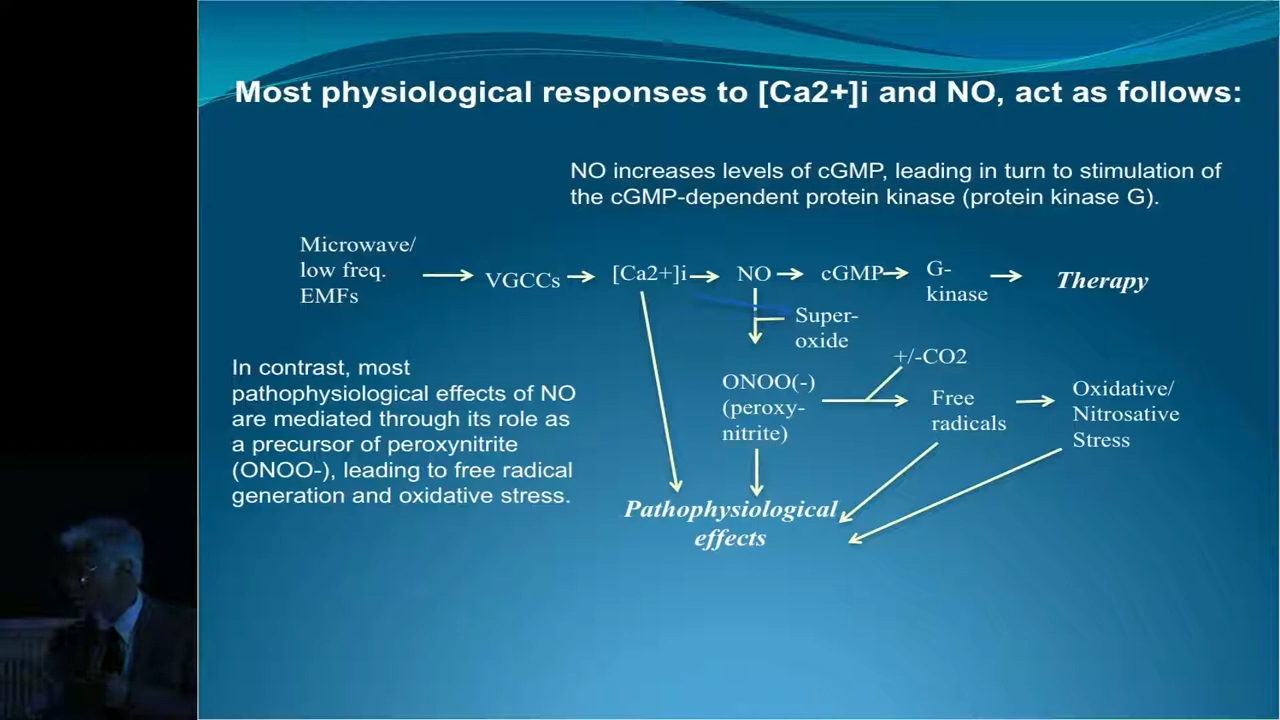 Most physiological responses to [Ca2+]i and NO, act as follows:
NO increases levels of cGMP, leading in turn to stimulation of
the cGMP-dependent protein kinase (protein kinase G).
Microwave/
low freq.
EMFs
VGCCs
[Ca2+]i
NO
cGMP
G-
kinase
Therapy
Super-
oxide
+/-CO2
ONOO(-)
(peroxy-
nitrite)
Free
radicals
Oxidative/
Nitrosative
Stress
In contrast, most
pathophysiological effects of NO
are mediated through its role as
a precursor of peroxynitrite
(ONOO-), leading to free radical
generation and oxidative stress.
Pathophysiological
effects